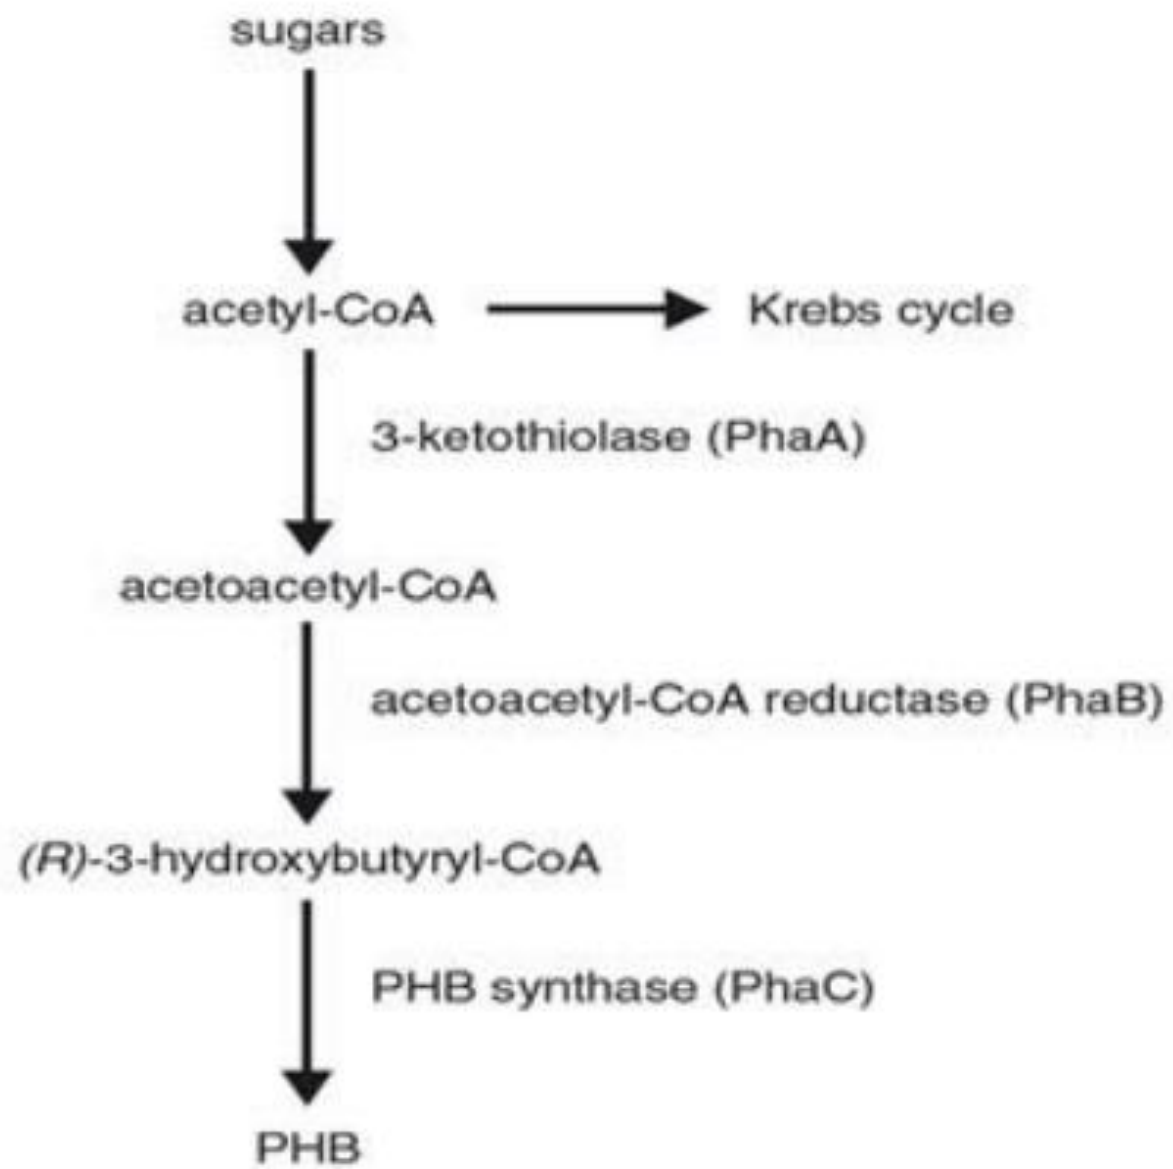 sugars
acetyl-CoA
Krebs cycle
3-ketothiolase (PhaA)
acetoacetyl-CoA
acetoacetyl-CoA reductase (PhaB)
(R)-3-hydroxybutyryl-CoA
PHB synthase (PhaC)
PHB